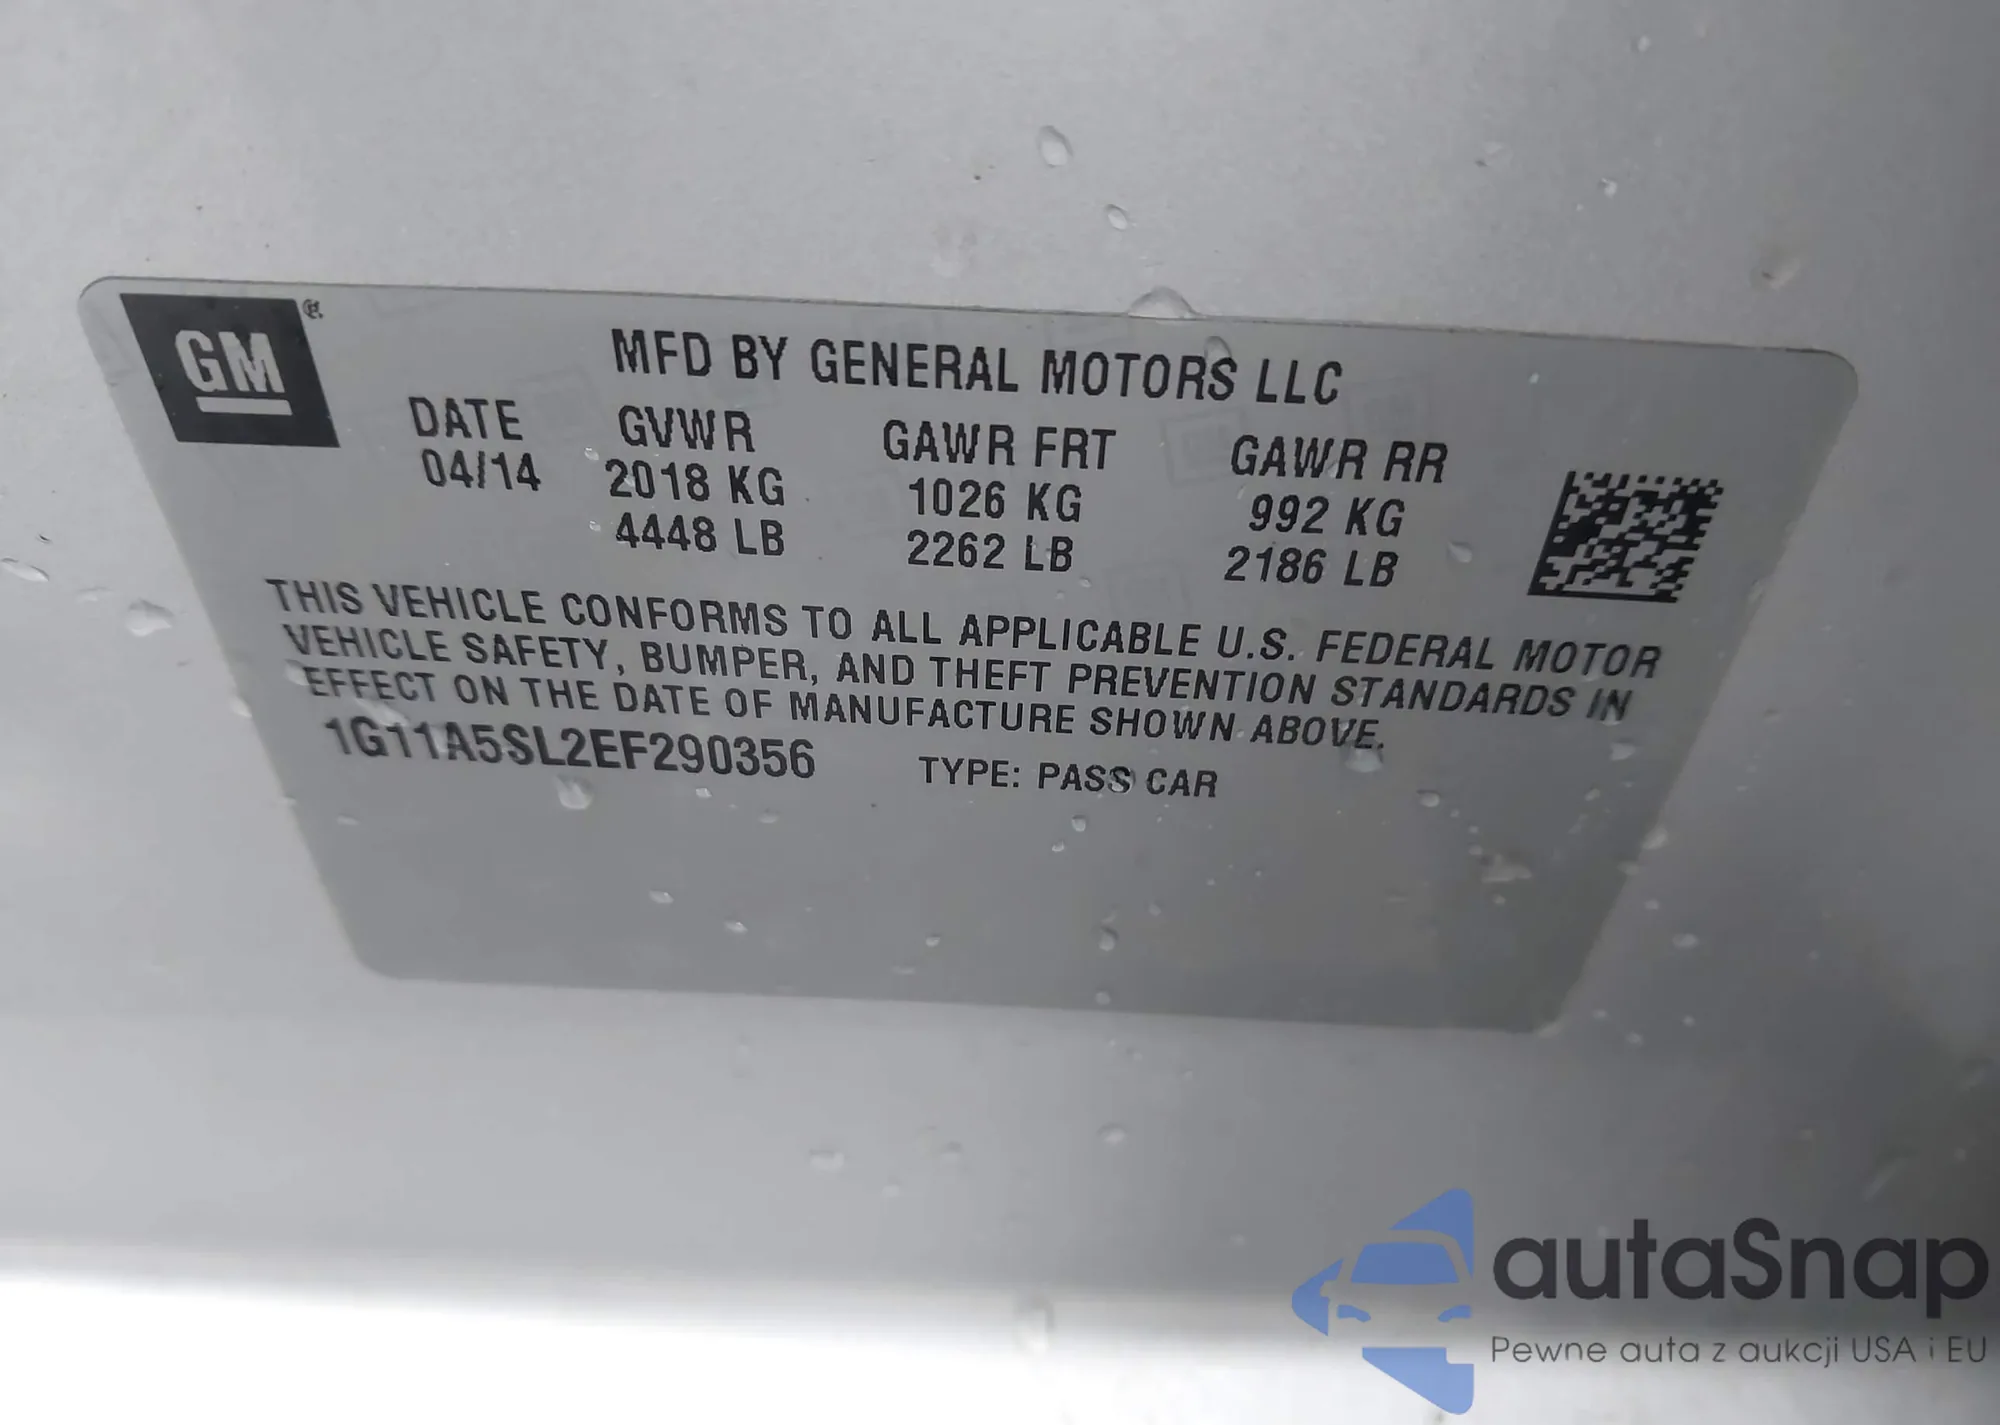 GM
MFD BY GENERAL MOTORS LLC
DATE GVWR GAWR FRT GAWR RR
04/14 2018 KG 1026 KG 992 KG
4448 LB 2262 LB 2186 LB
THIS VEHICLE CONFORMS TO ALL APPLICABLE U.S. FEDERAL MOTOR
VEHICLE SAFETY, BUMPER, AND THEFT PREVENTION STANDARDS IN
EFFECT ON THE DATE OF MANUFACTURE SHOWN ABOVE.
1G11A5SL2EF290356 TYPE: PASS CAR
autaSnap
Pewne auta z aukcji USA i EU